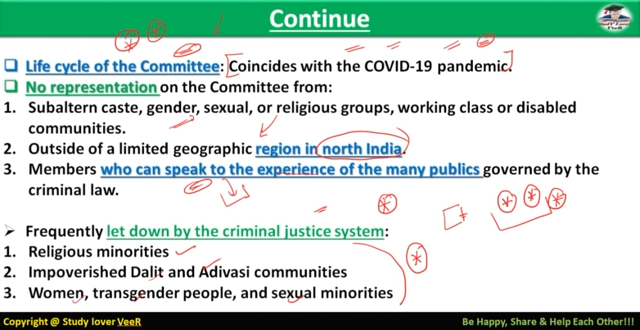 Continue
StudY Lover
VeeR
Life cycle of the Committee: Coincides with the COVID-19 pandemic.
No representation on the Committee from:
1. Subaltern caste, gender, sexual, or religious groups, working class or disabled
communities.
2. Outside of a limited geographic region in north India.
3. Members who can speak to the experience of the many publics governed by the
criminal law.
Frequently let down by the criminal justice system:
1. Religious minorities
2. Impoverished Dalit and Adivasi communities
3. Women, transgender people, and sexual minorities
Copyright @ Study lover VeeR
Be Happy, Share & Help Each Other!!!